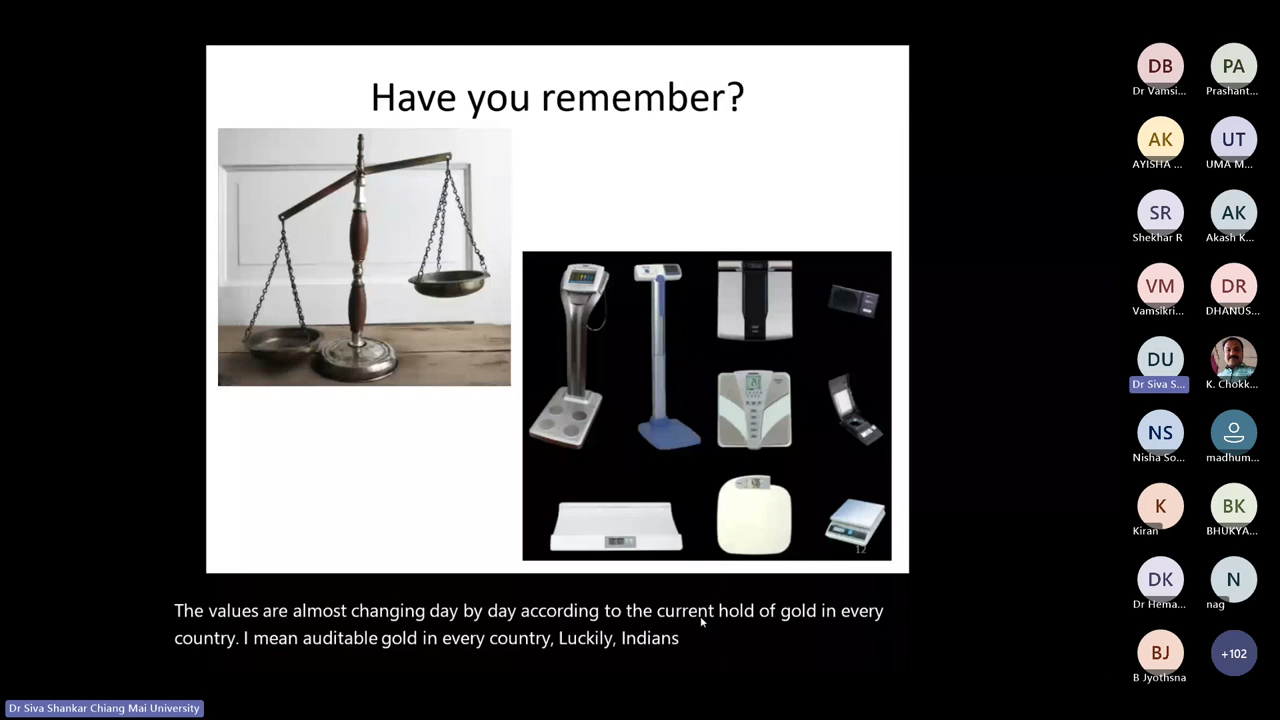 Have you remember?
12
The values are almost changing day by day according to the current hold of gold in every
country. I mean auditable gold in every country, Luckily, Indians
Dr Siva Shankar Chiang Mai University
DB
PA
Dr Vamsi...
Prashant...
AK
UT
AYISHA ...
UMA M...
SR
AK
Shekhar R
Akash K...
VM
DR
Vamsikri...
DHANUS...
DU
Dr Siva S...
K. Chokk...
NS
Nisha So...
madhum...
K
BK
Kiran
BHUKYA...
DK
N
Dr Hema...
nag
BJ
+102
B Jyothsna